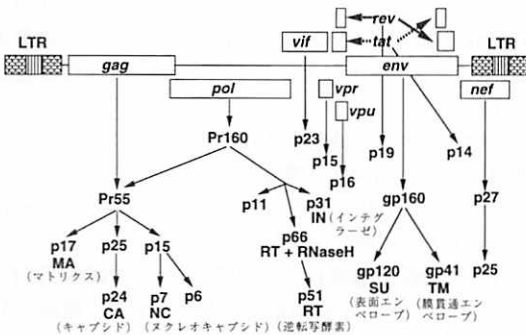 rev
LTR vif tat LTR
gag env
pol vpr nef
vpu
p23
Pr160 p15 p19 p14
p16
Pr55 p11 p31 gp160 p27
IN (インテグラーゼ)
p17 p25 p15 p66
MA RT + RNaseH gp120 gp41 p25
(マトリクス) SU TM
p24 p7 p6 p51 (表面エンベロープ) (膜貫通エンベロープ)
CA NC RT
(キャプシド) (ヌクレオキャプシド) (逆転写酵素)